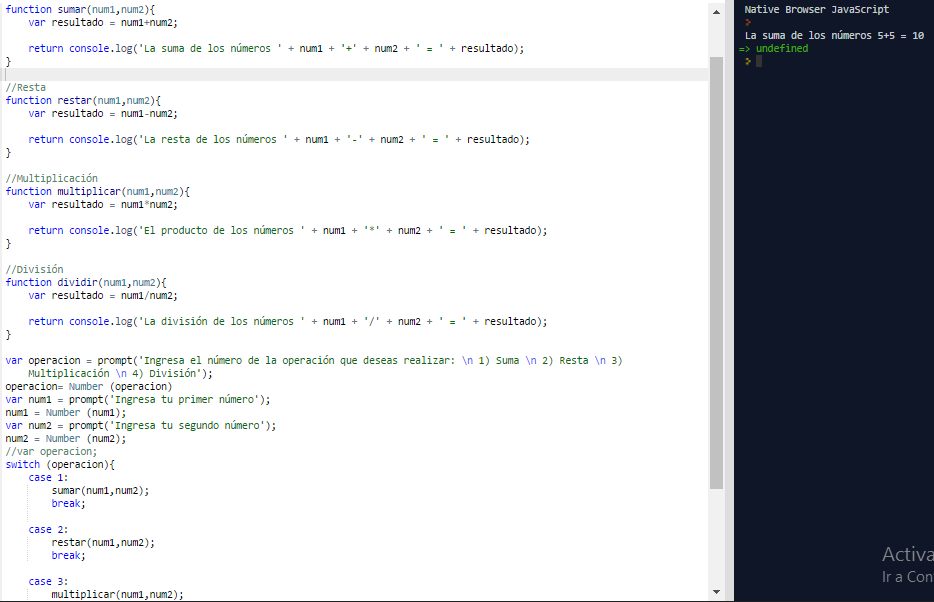 function sumar(num1,num2){
var resultado = num1+num2;
return console.log('La suma de los números ' + num1 + '+' + num2 + ' = ' + resultado);
}
//Resta
function restar(num1,num2){
var resultado = num1-num2;
return console.log('La resta de los números ' + num1 + '-' + num2 + ' = ' + resultado);
}
//Multiplicación
function multiplicar(num1,num2){
var resultado = num1*num2;
return console.log('El producto de los números ' + num1 + '*' + num2 + ' = ' + resultado);
}
//División
function dividir(num1,num2){
var resultado = num1/num2;
return console.log('La división de los números ' + num1 + '/' + num2 + ' = ' + resultado);
}
var operacion = prompt('Ingresa el número de la operación que deseas realizar: \n 1) Suma \n 2) Resta \n 3)
Multiplicación \n 4) División');
operacion= Number (operacion)
var num1 = prompt('Ingresa tu primer número');
num1 = Number (num1);
var num2 = prompt('Ingresa tu segundo número');
num2 = Number (num2);
//var operacion;
switch (operacion){
case 1:
sumar(num1,num2);
break;
case 2:
restar(num1,num2);
break;
case 3:
multiplicar(num1,num2);
Native Browser JavaScript
>
La suma de los números 5+5 = 10
=> undefined
>
Activa
Ir a Con